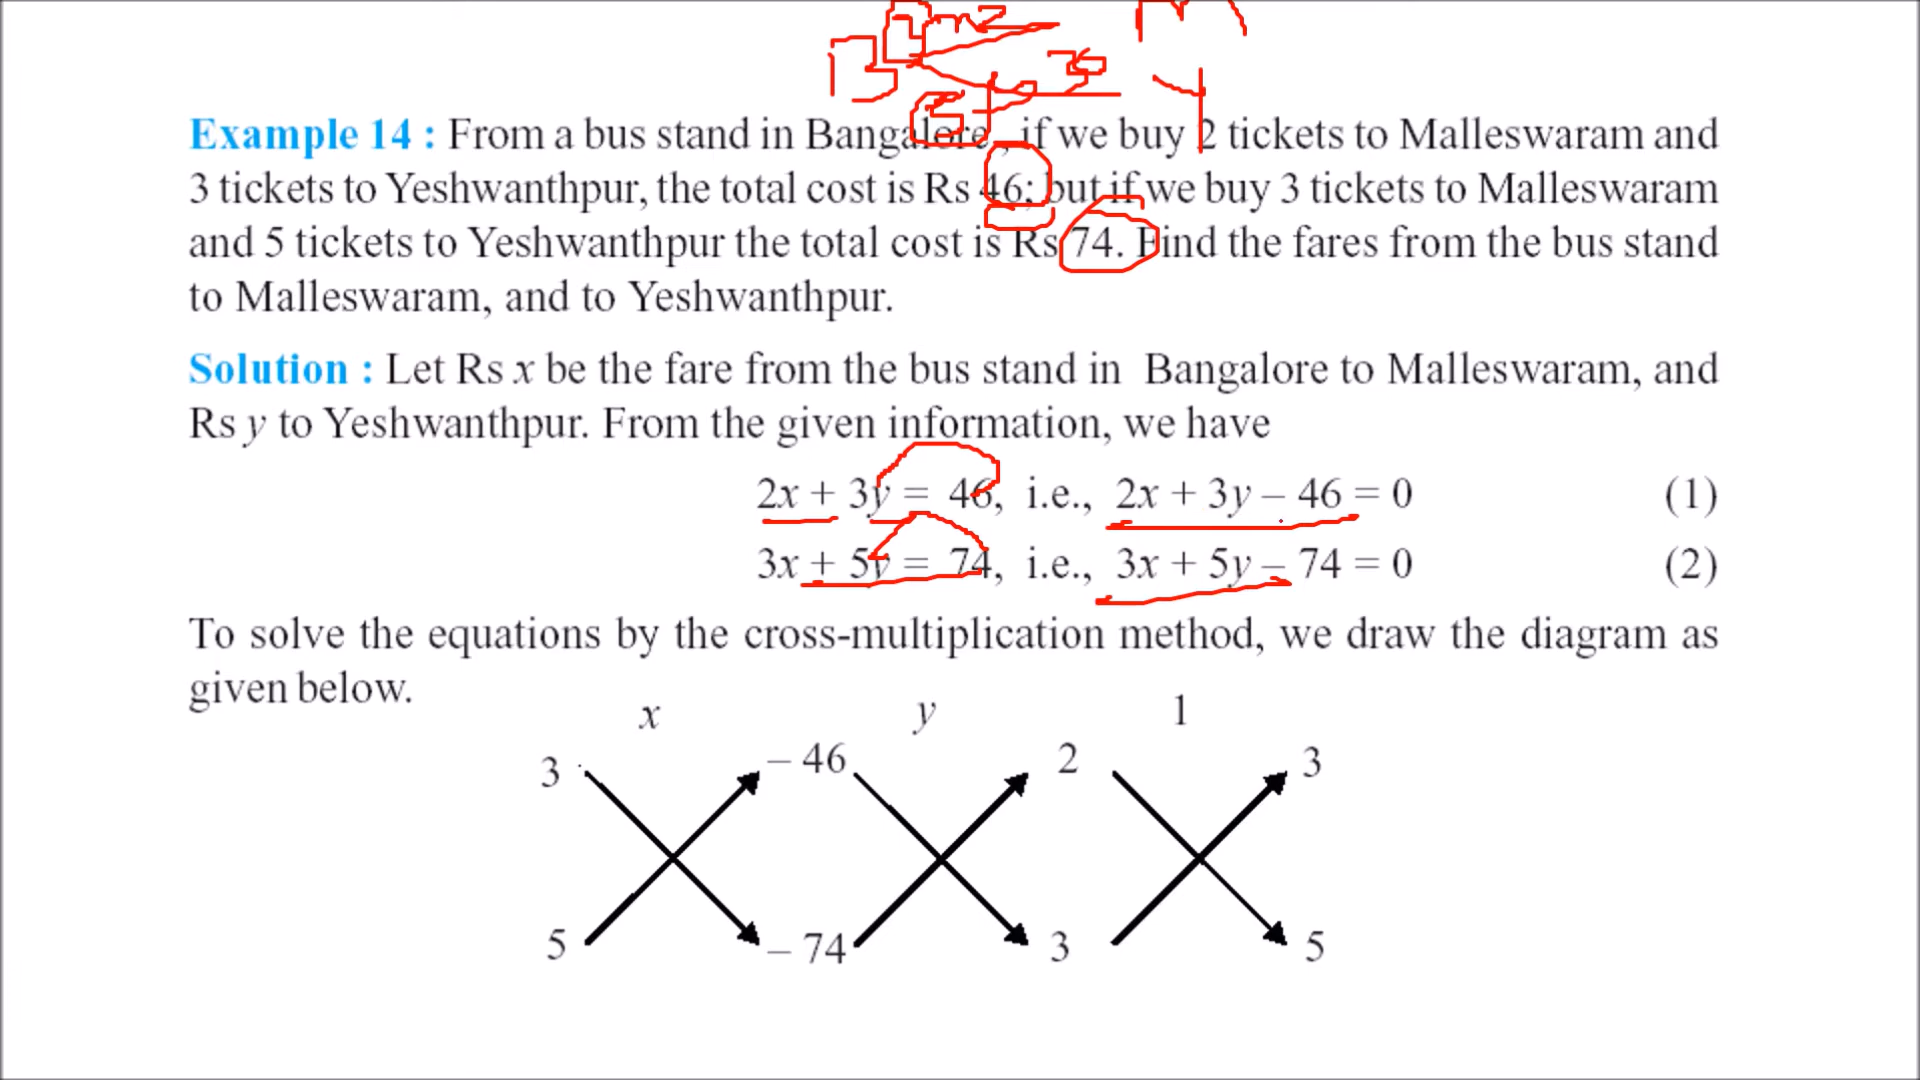 Example 14 : From a bus stand in Bangalore , if we buy 2 tickets to Malleswaram and
3 tickets to Yeshwanthpur, the total cost is Rs 46; but if we buy 3 tickets to Malleswaram
and 5 tickets to Yeshwanthpur the total cost is Rs 74. Find the fares from the bus stand
to Malleswaram, and to Yeshwanthpur.
Solution : Let Rs x be the fare from the bus stand in Bangalore to Malleswaram, and
Rs y to Yeshwanthpur. From the given information, we have
2x + 3y = 46, i.e., 2x + 3y – 46 = 0 (1)
3x + 5y = 74, i.e., 3x + 5y – 74 = 0 (2)
To solve the equations by the cross-multiplication method, we draw the diagram as
given below.
x y 1
3 – 46 2 3
5 – 74 3 5